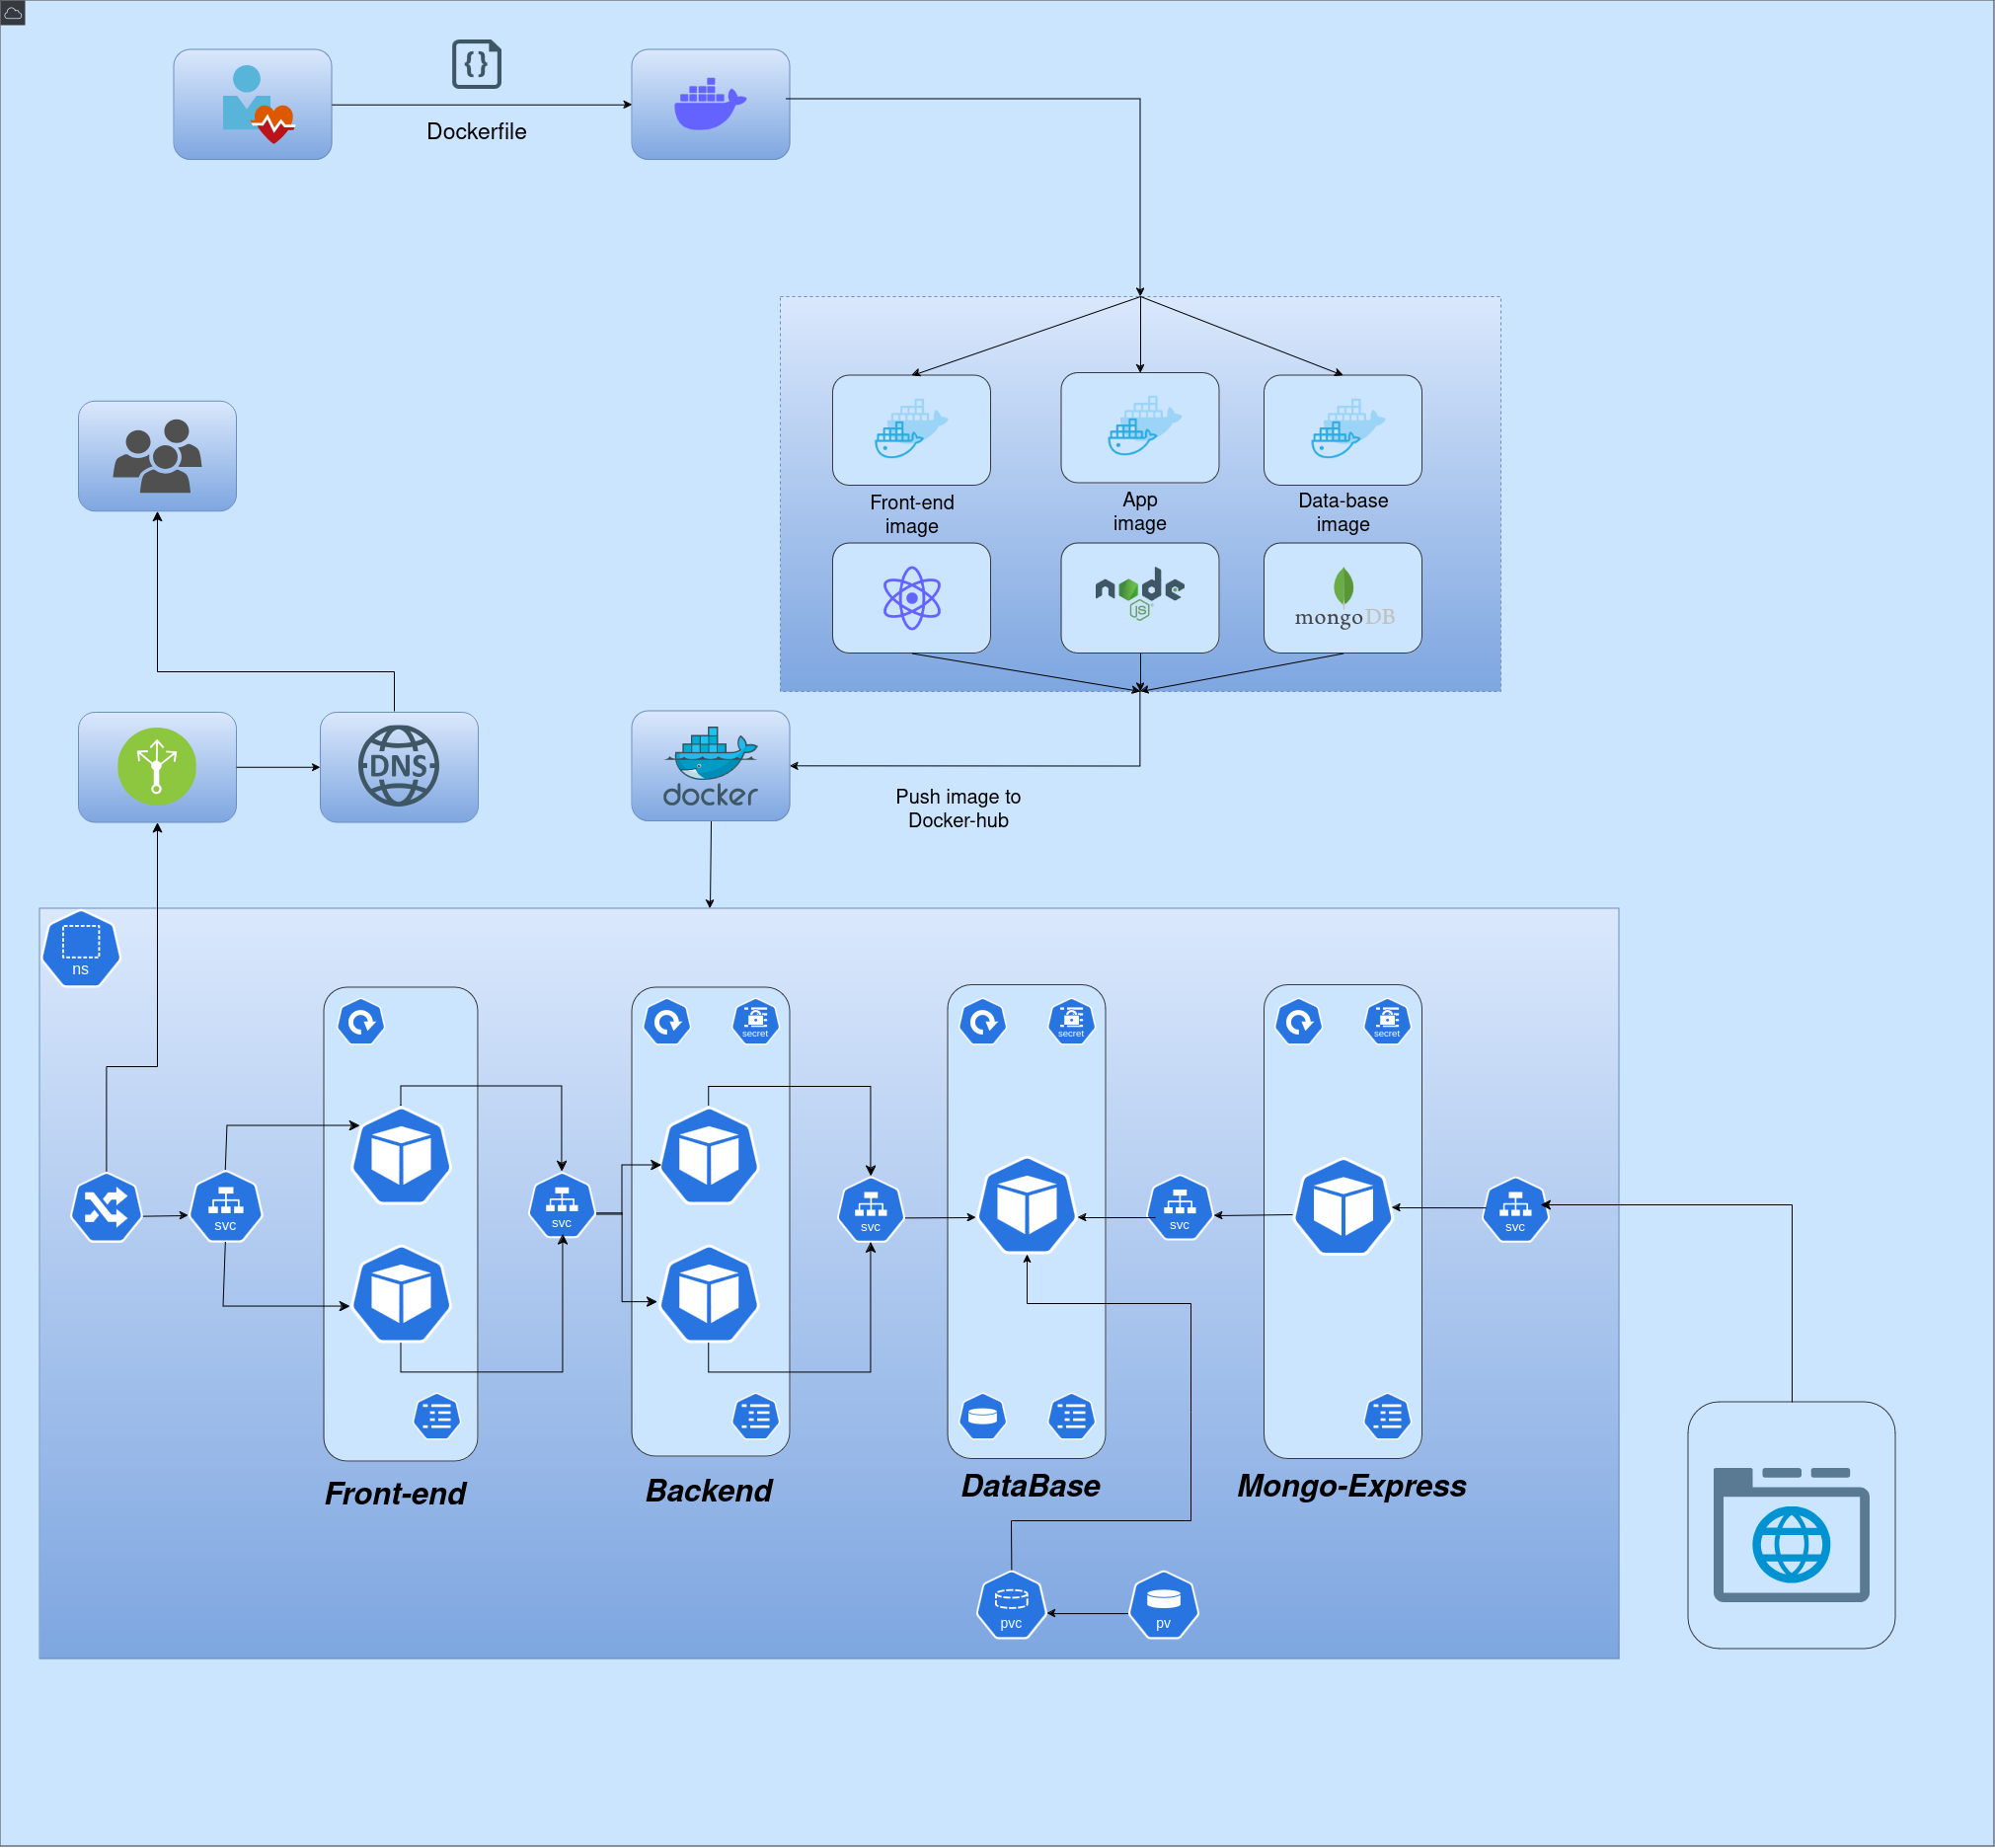 {}
Dockerfile
Front-end
image
App
image
Data-base
image
node
JS
mongoDB
DNS
docker
Push image to
Docker-hub
ns
secret
secret
secret
svc
svc
svc
svc
svc
Front-end
Backend
DataBase
Mongo-Express
pvc
pv